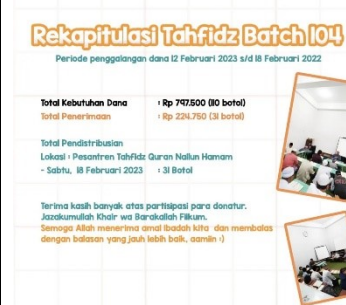 Rekapitulasi Tahfidz Batch 104
Periode penggalangan dana 12 Februari 2023 s/d 18 Februari 2022
Total Kebutuhan Dana : Rp 797.500 (110 botol)
Total Penerimaan : Rp 224.750 (31 botol)
Total Pendistribusian
Lokasi : Pesantren Tahfidz Quran Nailun Hamam
- Sabtu, 18 Februari 2023 : 31 Botol
Terima kasih banyak atas partisipasi para donatur.
Jazakumullah Khair wa Barakallah Fiikum.
Semoga Allah menerima amal ibadah kita dan membalas
dengan balasan yang jauh lebih baik, aamiin :)